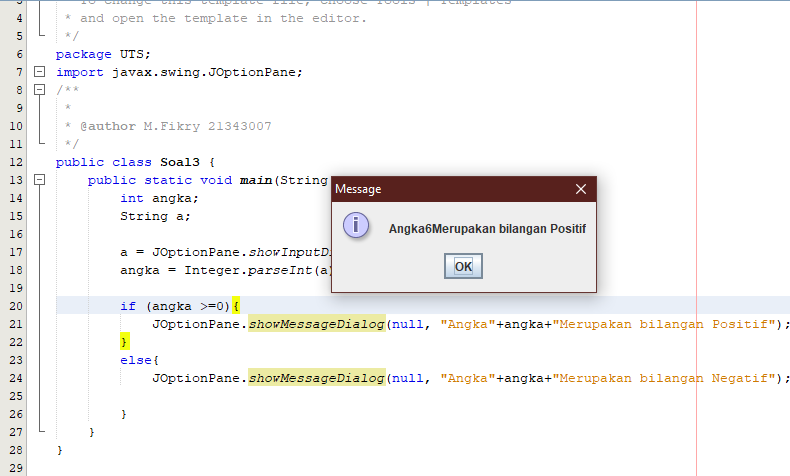 3 * To change this template file, choose Tools | Templates
4 * and open the template in the editor.
5 */
6 package UTS;
7 import javax.swing.JOptionPane;
8 /**
9 *
10 * @author M.Fikry 21343007
11 */
12 public class Soal3 {
13 public static void main(String
14 int angka;
15 String a;
16
17 a = JOptionPane.showInputDi
18 angka = Integer.parseInt(a)
19
20 if (angka >=0){
21 JOptionPane.showMessageDialog(null, "Angka"+angka+"Merupakan bilangan Positif");
22 }
23 else{
24 JOptionPane.showMessageDialog(null, "Angka"+angka+"Merupakan bilangan Negatif");
25
26 }
27 }
28 }
29
Message
Angka6Merupakan bilangan Positif
OK